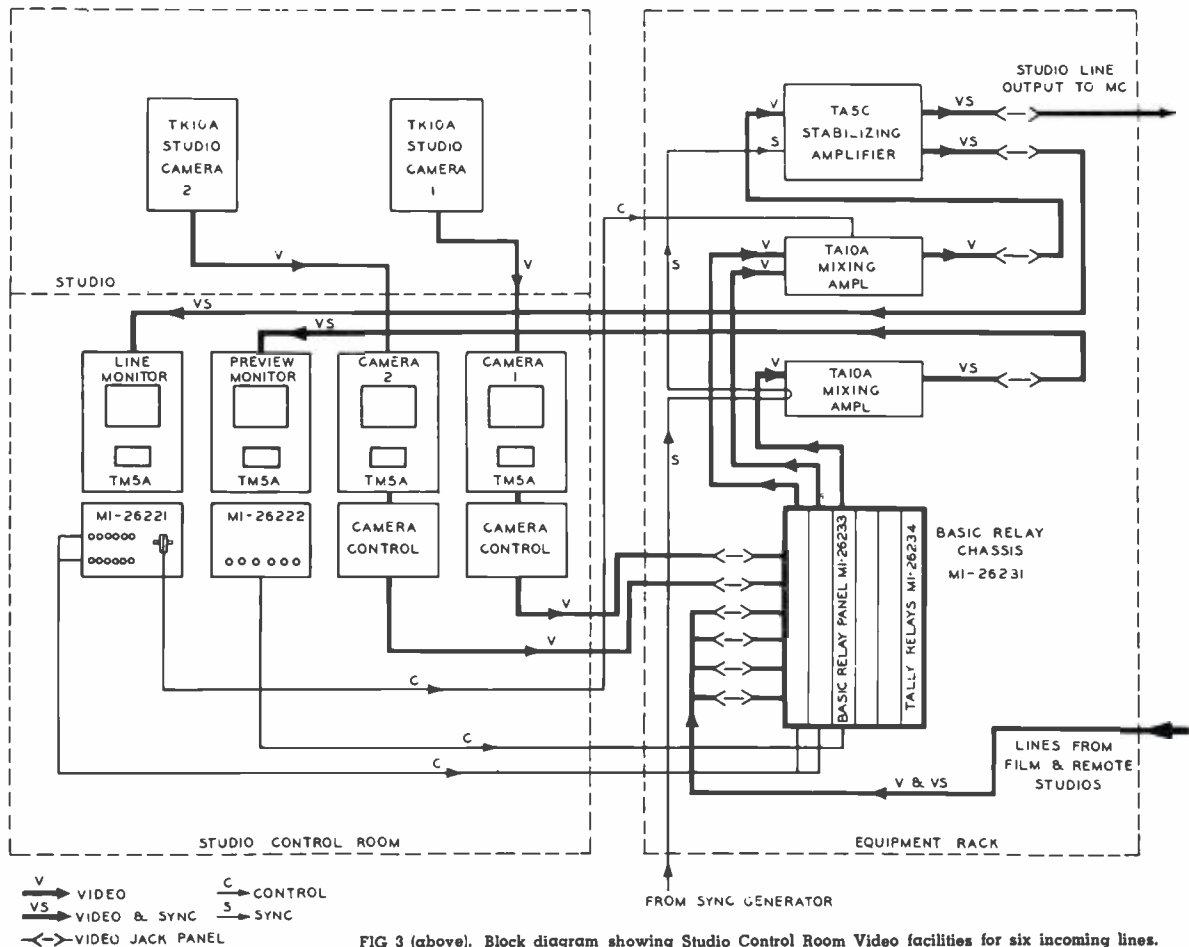 TK10A
STUDIO
CAMERA
2
TK10A
STUDIO
CAMERA
1
V
V
STUDIO
VS
VS
LINE
MONITOR
TM5A
PREVIEW
MONITOR
TM5A
CAMERA
2
TM5A
CAMERA
1
TM5A
MI-26221
MI-26222
CAMERA
CONTROL
CAMERA
CONTROL
V
V
C
C
C
C
STUDIO CONTROL ROOM
STUDIO LINE
OUTPUT TO MC
V
TA5C
STABILIZING
AMPLIFIER
VS
VS
S
S
V
V
TA10A
MIXING
AMPL
V
V
TA10A
MIXING
AMPL
VS
S
BASIC RELAY PANEL MI-26233
TALLY RELAYS MI-26234
BASIC RELAY
CHASSIS
MI-26231
LINES FROM
FILM & REMOTE
STUDIOS
V & VS
EQUIPMENT RACK
FROM SYNC GENERATOR
V VIDEO
C CONTROL
VS VIDEO & SYNC
S SYNC
VIDEO JACK PANEL
FIG 3 (above). Block diagram showing Studio Control Room Video facilities for six incoming lines.